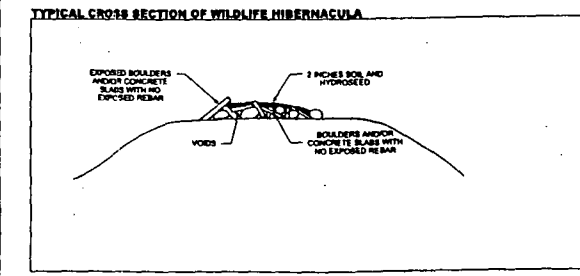 TYPICAL CROSS SECTION OF WILDLIFE HIBERNACULA
EXPOSED BOULDERS
AND/OR CONCRETE
SLABS WITH NO
EXPOSED REBAR
2 INCHES SOIL AND
HYDROSEED
VOIDS
BOULDERS AND/OR
CONCRETE SLABS WITH
NO EXPOSED REBAR